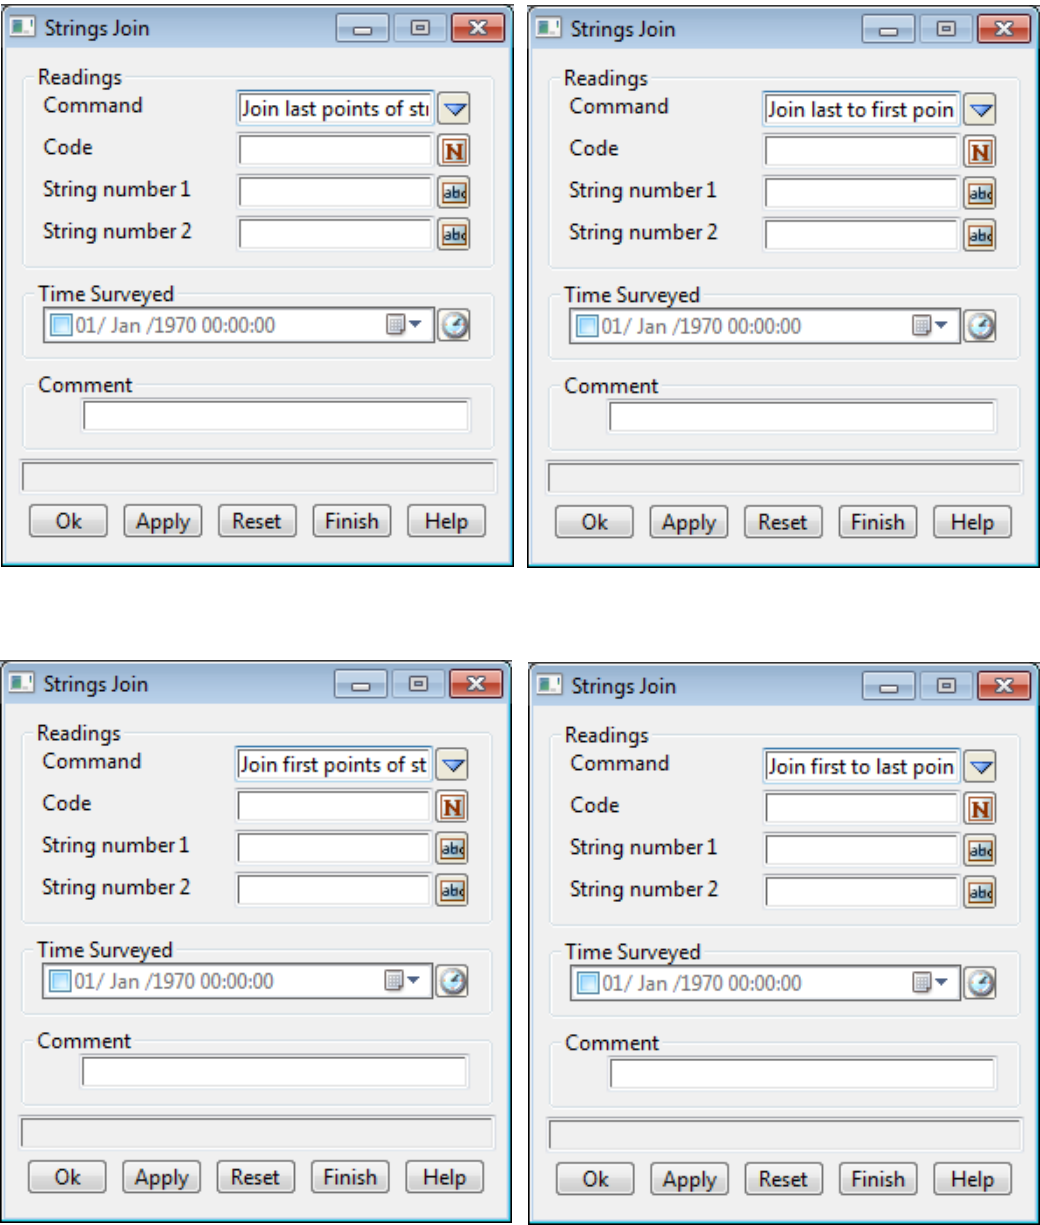 Strings Join
Readings
Command Join last points of str
Code
String number 1
String number 2
Time Surveyed
01/ Jan /1970 00:00:00
Comment
Ok Apply Reset Finish Help
Strings Join
Readings
Command Join last to first poin
Code
String number 1
String number 2
Time Surveyed
01/ Jan /1970 00:00:00
Comment
Ok Apply Reset Finish Help
Strings Join
Readings
Command Join first points of st
Code
String number 1
String number 2
Time Surveyed
01/ Jan /1970 00:00:00
Comment
Ok Apply Reset Finish Help
Strings Join
Readings
Command Join first to last poin
Code
String number 1
String number 2
Time Surveyed
01/ Jan /1970 00:00:00
Comment
Ok Apply Reset Finish Help